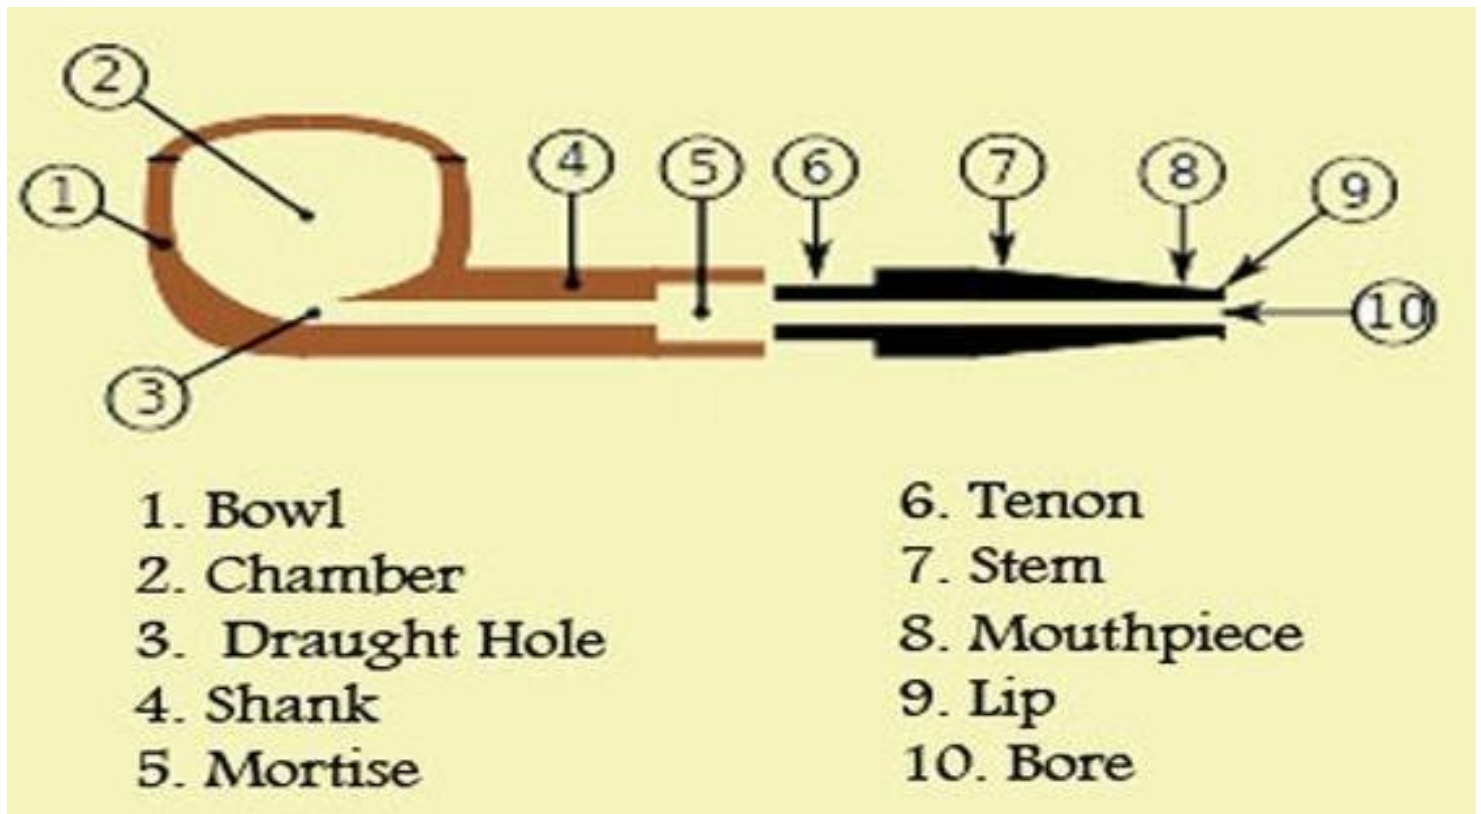 2
1
4
5
6
7
8
9
10
3
1. Bowl
2. Chamber
3. Draught Hole
4. Shank
5. Mortise
6. Tenon
7. Stem
8. Mouthpiece
9. Lip
10. Bore